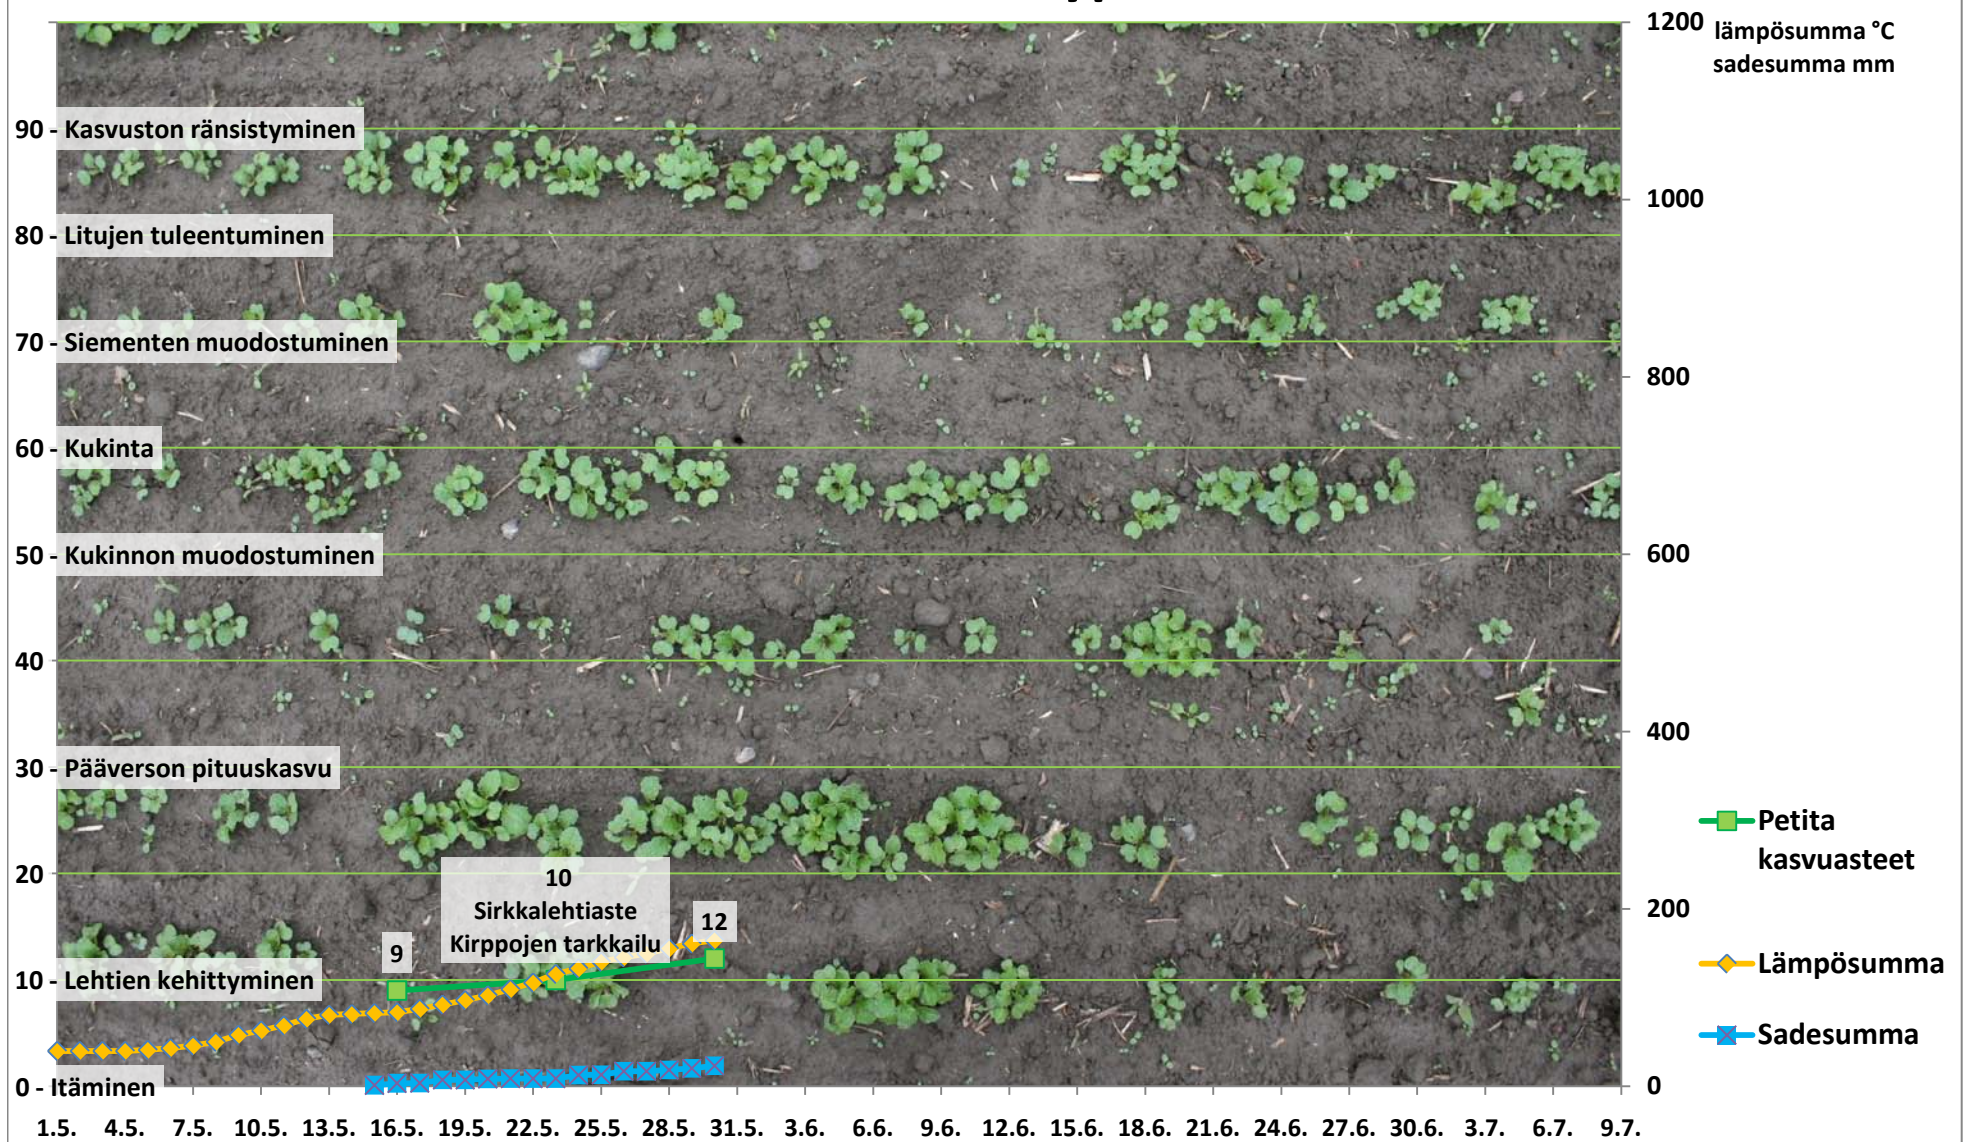 1200 lämpösumma °C
sadesumma mm
90 - Kasvuston ränsistyminen
1000
80 - Litujen tuleentuminen
70 - Siementen muodostuminen
800
60 - Kukinta
50 - Kukinnon muodostuminen
600
40
400
30 - Pääverson pituuskasvu
Petita
kasvuasteet
20
10
Sirkkalehtiaste
Kirppojen tarkkailu
12
9
200
Lämpösumma
10 - Lehtien kehittyminen
Sadesumma
0 - Itäminen
0
1.5. 4.5. 7.5. 10.5. 13.5. 16.5. 19.5. 22.5. 25.5. 28.5. 31.5. 3.6. 6.6. 9.6. 12.6. 15.6. 18.6. 21.6. 24.6. 27.6. 30.6. 3.7. 6.7. 9.7.